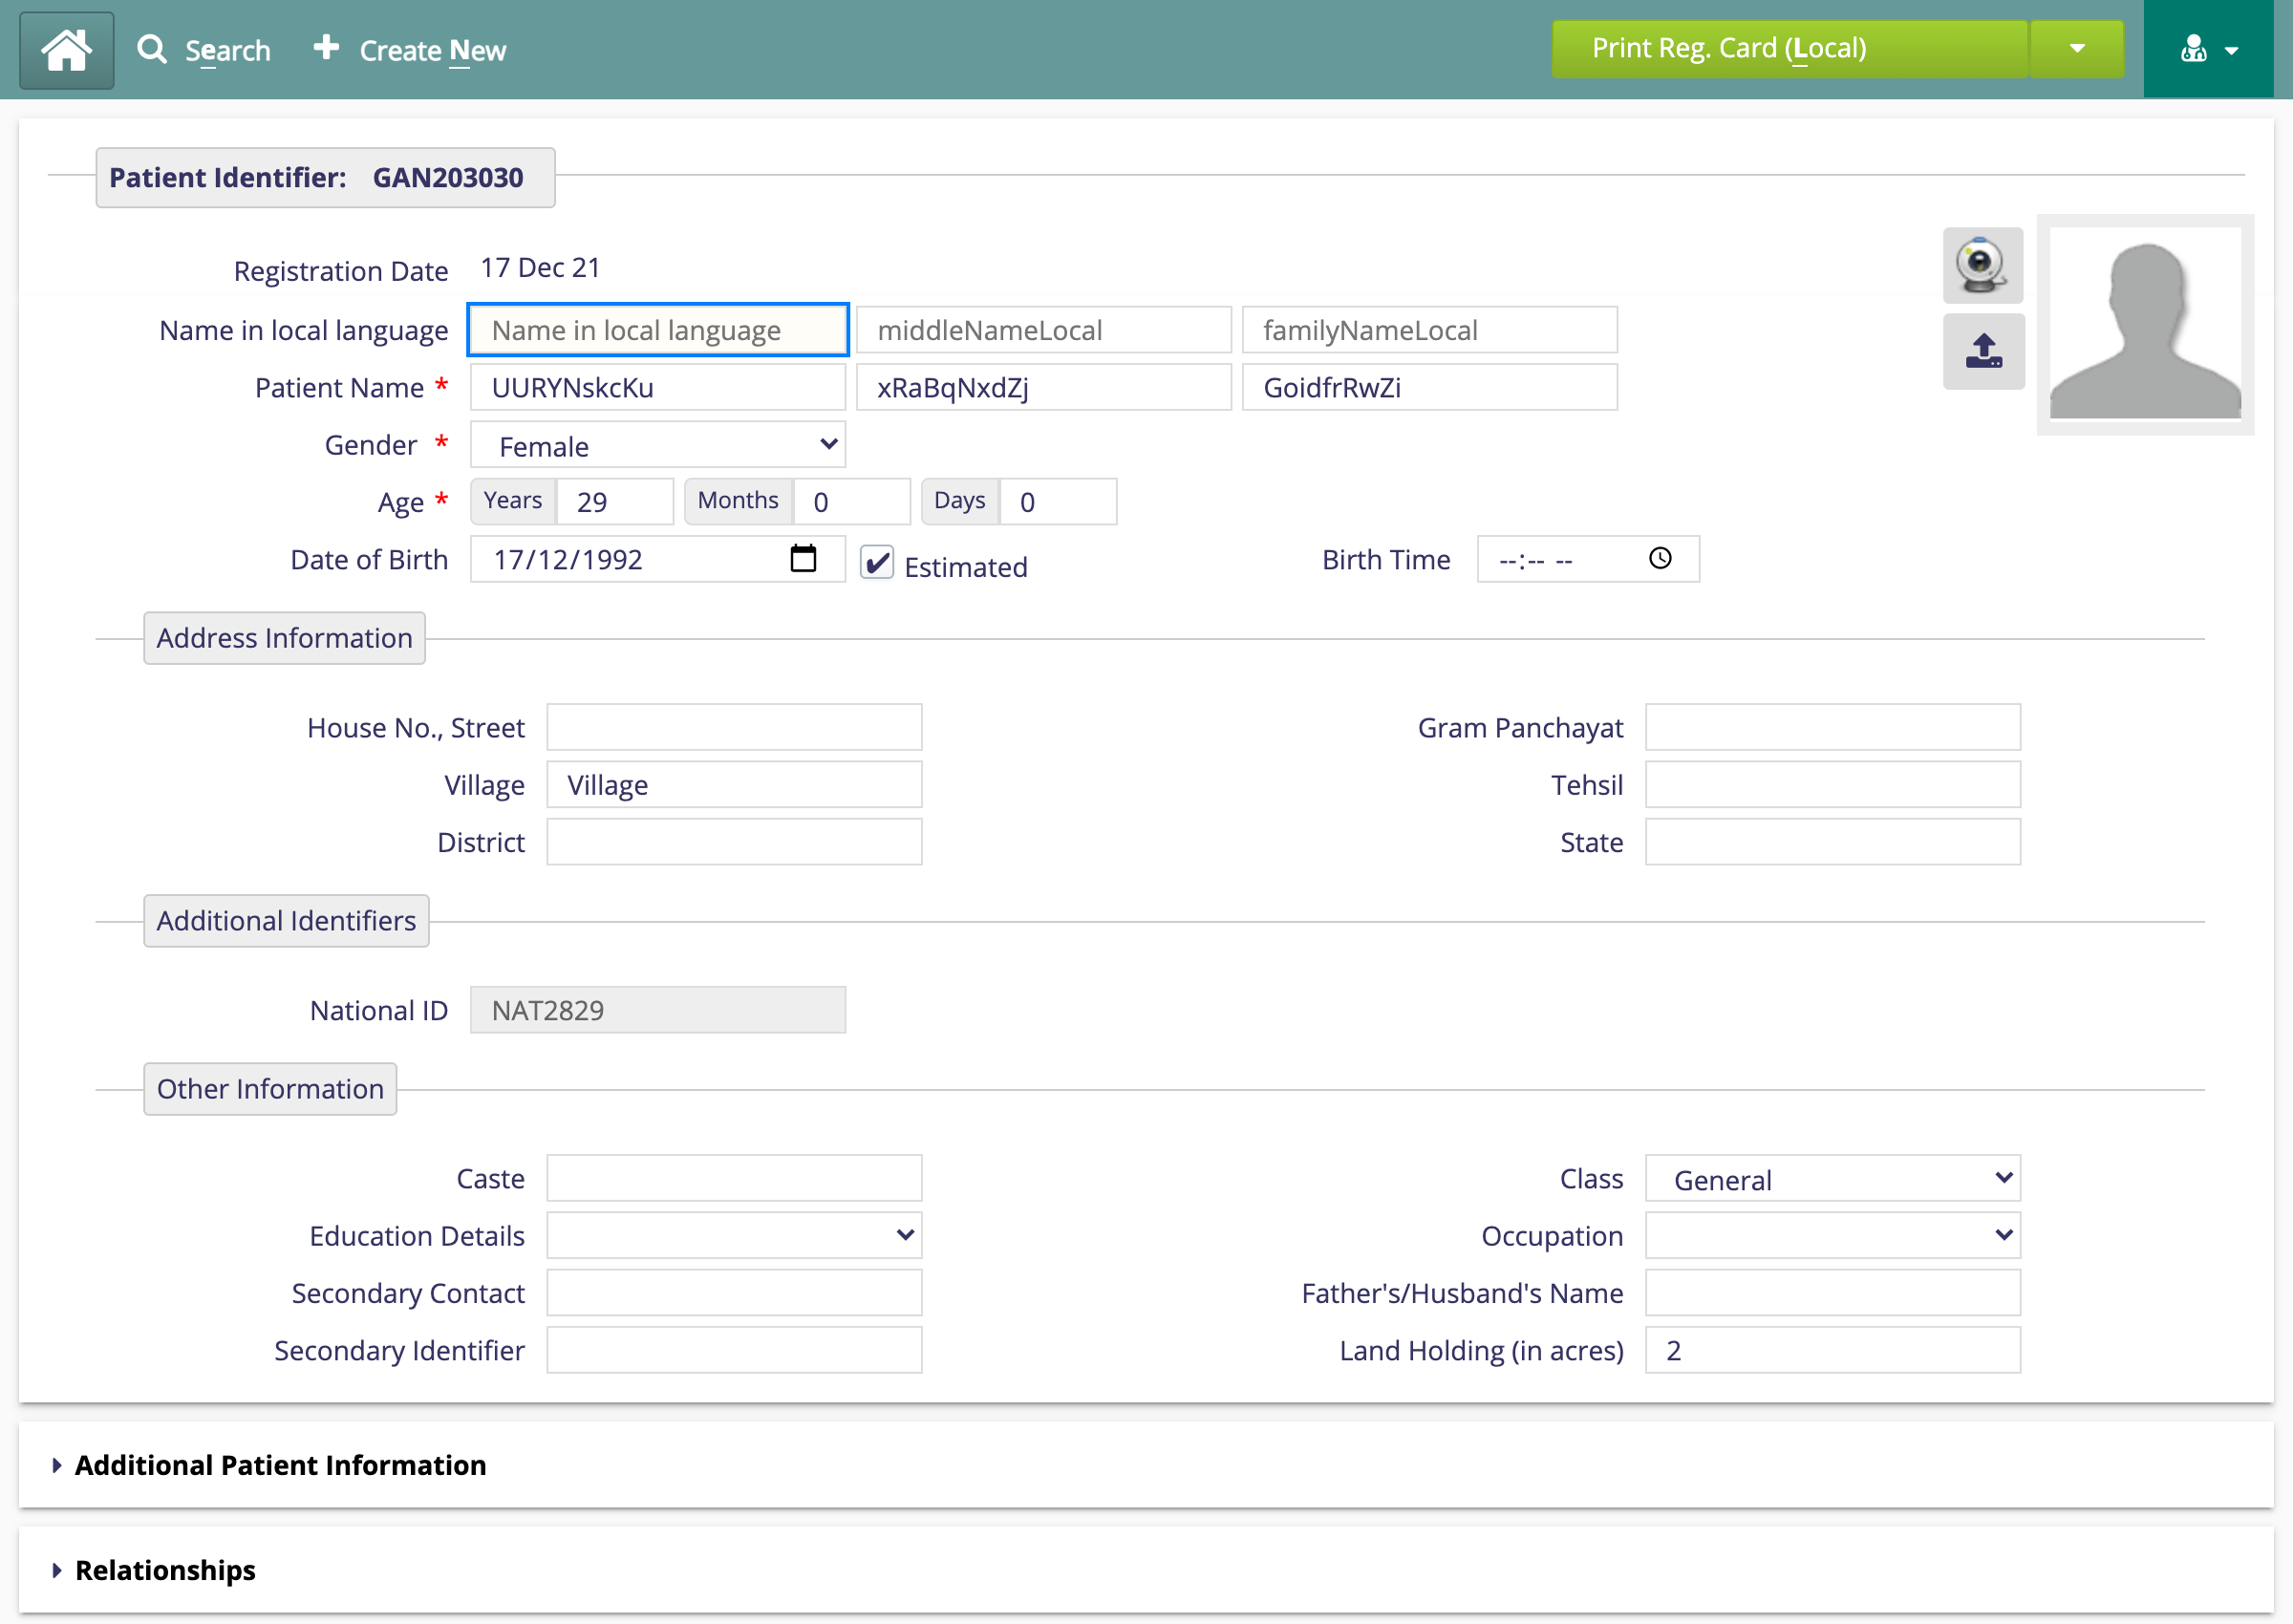 Search Create New Print Reg. Card (Local)
Patient Identifier: GAN203030
Registration Date 17 Dec 21
Name in local language Name in local language middleNameLocal familyNameLocal
Patient Name * UURYNskcKu xRaBqNxdZj GoidfrRwZi
Gender * Female
Age * Years 29 Months 0 Days 0
Date of Birth 17/12/1992 Estimated Birth Time --:-- --
Address Information
House No., Street Gram Panchayat
Village Village Tehsil
District State
Additional Identifiers
National ID NAT2829
Other Information
Caste Class General
Education Details Occupation
Secondary Contact Father's/Husband's Name
Secondary Identifier Land Holding (in acres) 2
Additional Patient Information
Relationships